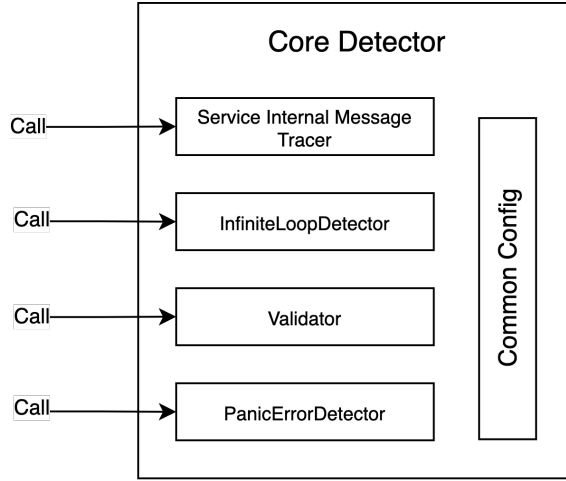 Core Detector
Call
Service Internal Message
Tracer
Call
InfiniteLoopDetector
Call
Validator
Call
PanicErrorDetector
Common Config